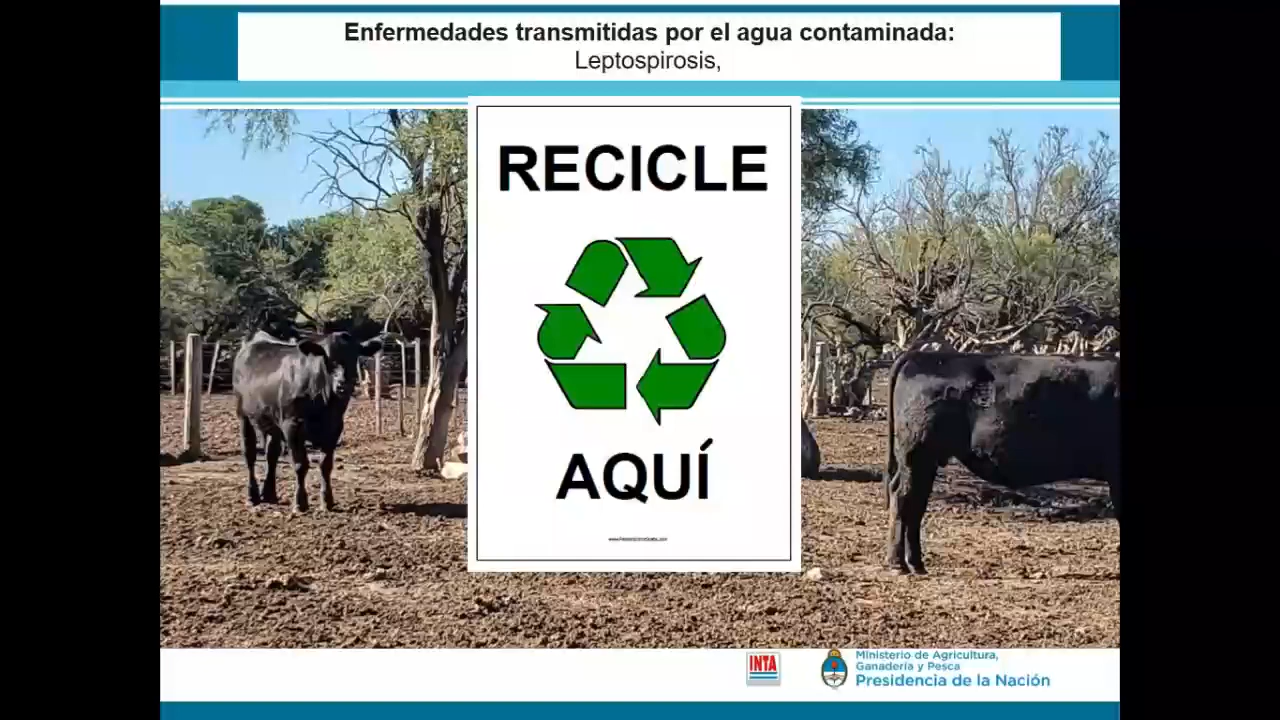 Enfermedades transmitidas por el agua contaminada:
Leptospirosis,
RECICLE
AQUÍ
INTA
Ministerio de Agricultura,
Ganadería y Pesca
Presidencia de la Nación